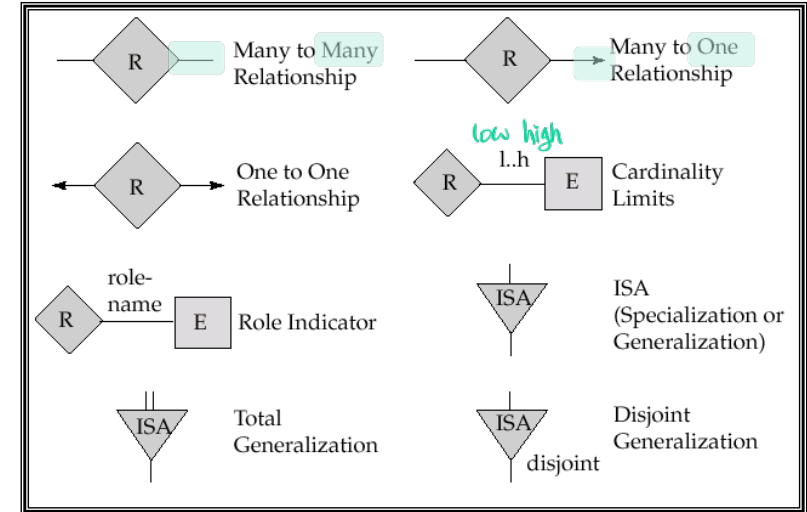 R
Many to Many
Relationship
R
Many to One
Relationship
R
One to One
Relationship
low high
l..h
R
E
Cardinality
Limits
role-
name
R
E
Role Indicator
ISA
ISA
(Specialization or
Generalization)
ISA
Total
Generalization
ISA
disjoint
Disjoint
Generalization